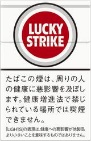 LUCKY
STRIKE
たばこの煙は、周りの人
の健康に悪影響を及ぼし
ます。健康増進法で禁じ
られている場所では喫煙
できません。